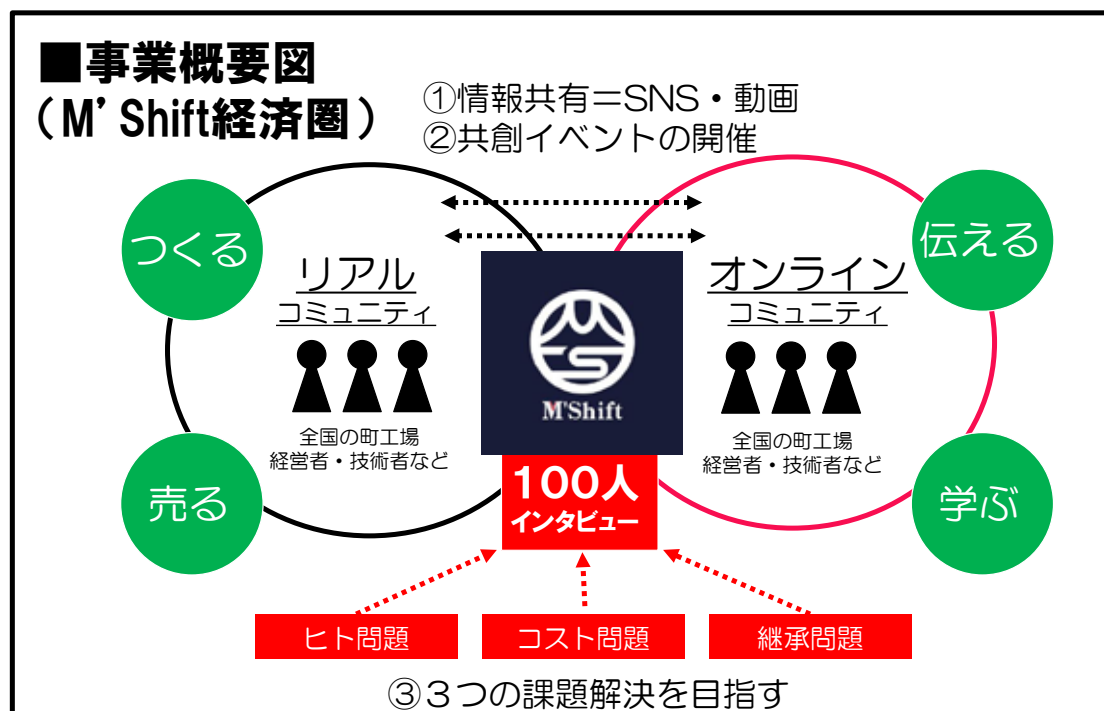 ■事業概要図
（M’Shift経済圏）
①情報共有＝SNS・動画
②共創イベントの開催
つくる
伝える
リアル
コミュニティ
オンライン
コミュニティ
M'Shift
全国の町工場
経営者・技術者など
全国の町工場
経営者・技術者など
売る
100人
インタビュー
学ぶ
ヒト問題
コスト問題
継承問題
③３つの課題解決を目指す